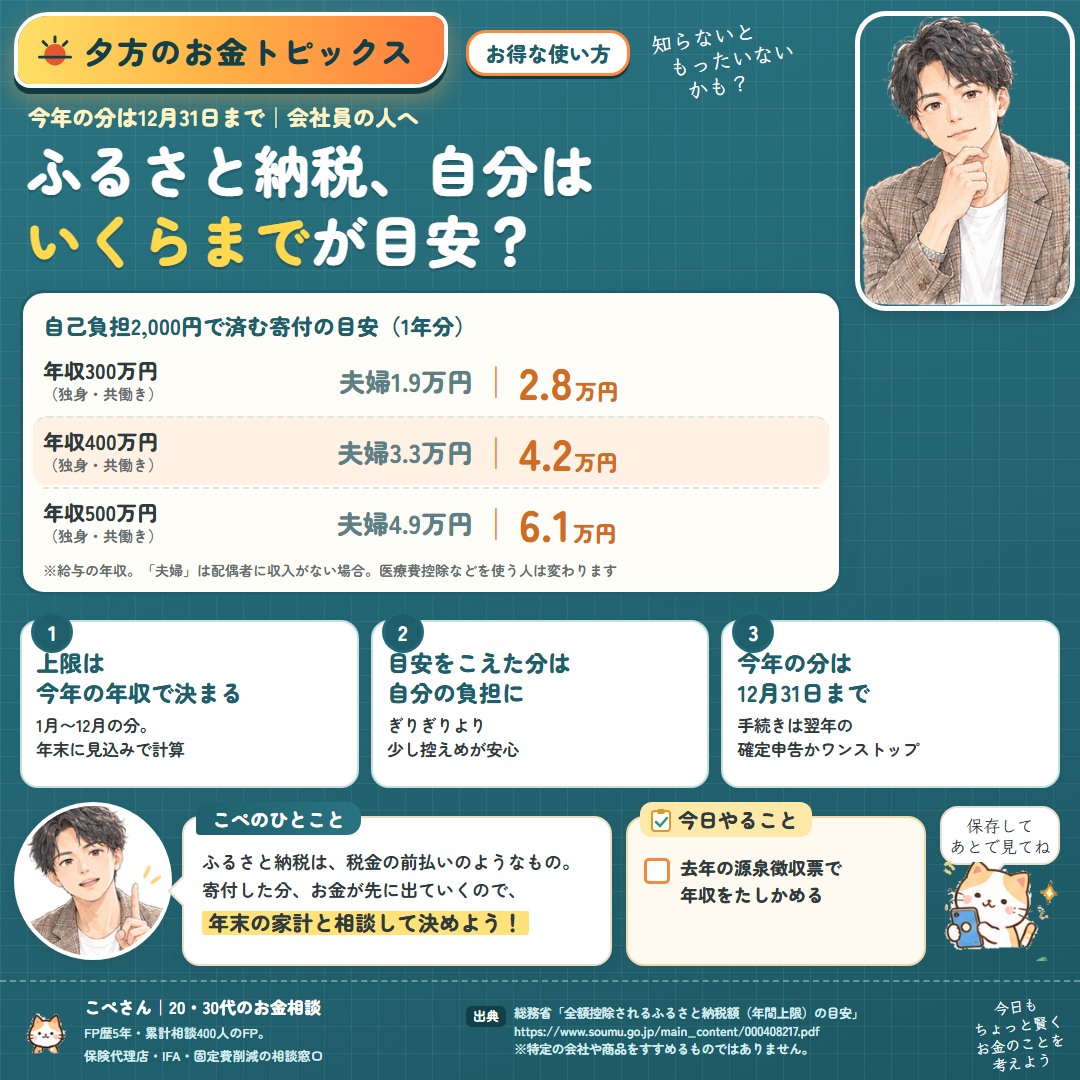 夕方のお金トピックス
お得な使い方
知らないと
もったいない
かも？
今年の分は12月31日まで｜会社員の人へ
ふるさと納税、自分は
いくらまでが目安？
自己負担2,000円で済む寄付の目安（1年分）
年収300万円
（独身・共働き）
夫婦1.9万円｜2.8万円
年収400万円
（独身・共働き）
夫婦3.3万円｜4.2万円
年収500万円
（独身・共働き）
夫婦4.9万円｜6.1万円
※給与の年収。「夫婦」は配偶者に収入がない場合。医療費控除などを使う人は変わります
1
上限は
今年の年収で決まる
1月〜12月の分。
年末に見込みで計算
2
目安をこえた分は
自分の負担に
ぎりぎりより
少し控えめが安心
3
今年の分は
12月31日まで
手続きは翌年の
確定申告かワンストップ
こぺのひとこと
ふるさと納税は、税金の前払いのようなもの。
寄付した分、お金が先に出ていくので、
年末の家計と相談して決めよう！
今日やること
去年の源泉徴収票で
年収をたしかめる
保存して
あとで見てね
こぺさん｜20・30代のお金相談
FP歴5年・累計相談400人のFP。
保険代理店・IFA・固定費削減の相談窓口
出典
総務省「全額控除されるふるさと納税額（年間上限）の目安」
https://www.soumu.go.jp/main_content/000408217.pdf
※特定の会社や商品をすすめるものではありません。
今日も
ちょっと賢く
お金のことを
考えよう